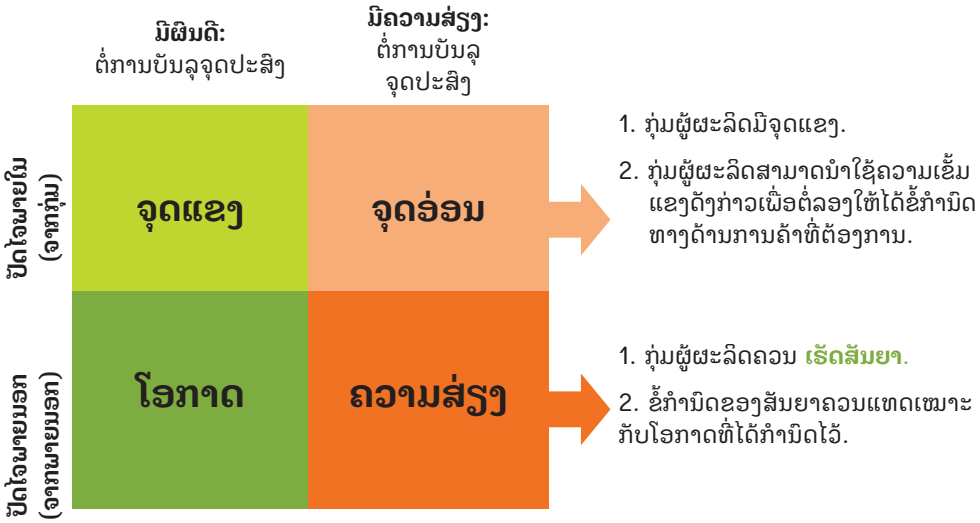 ມີຜົນດີ:
ຕໍ່ການບັນລຸຈຸດປະສົງ
ມີຄວາມສ່ຽງ:
ຕໍ່ການບັນລຸ
ຈຸດປະສົງ
ປັດໄຈພາຍໃນ
(ຈາກກຸ່ມ)
ຈຸດແຂງ
ຈຸດອ່ອນ
1. ກຸ່ມຜູ້ຜະລິດມີຈຸດແຂງ.
2. ກຸ່ມຜູ້ຜະລິດສາມາດນໍາໃຊ້ຄວາມເຂັ້ມ
ແຂງດັ່ງກ່າວເພື່ອຕໍ່ລອງໃຫ້ໄດ້ຂໍ້ກໍານົດ
ທາງດ້ານການຄ້າທີ່ຕ້ອງການ.
ປັດໄຈພາຍນອກ
(ຈາກພາຍນອກ)
ໂອກາດ
ຄວາມສ່ຽງ
1. ກຸ່ມຜູ້ຜະລິດຄວນ ເຮັດສັນຍາ.
2. ຂໍ້ກໍານົດຂອງສັນຍາຄວນແທດເໝາະ
ກັບໂອກາດທີ່ໄດ້ກໍານົດໄວ້.